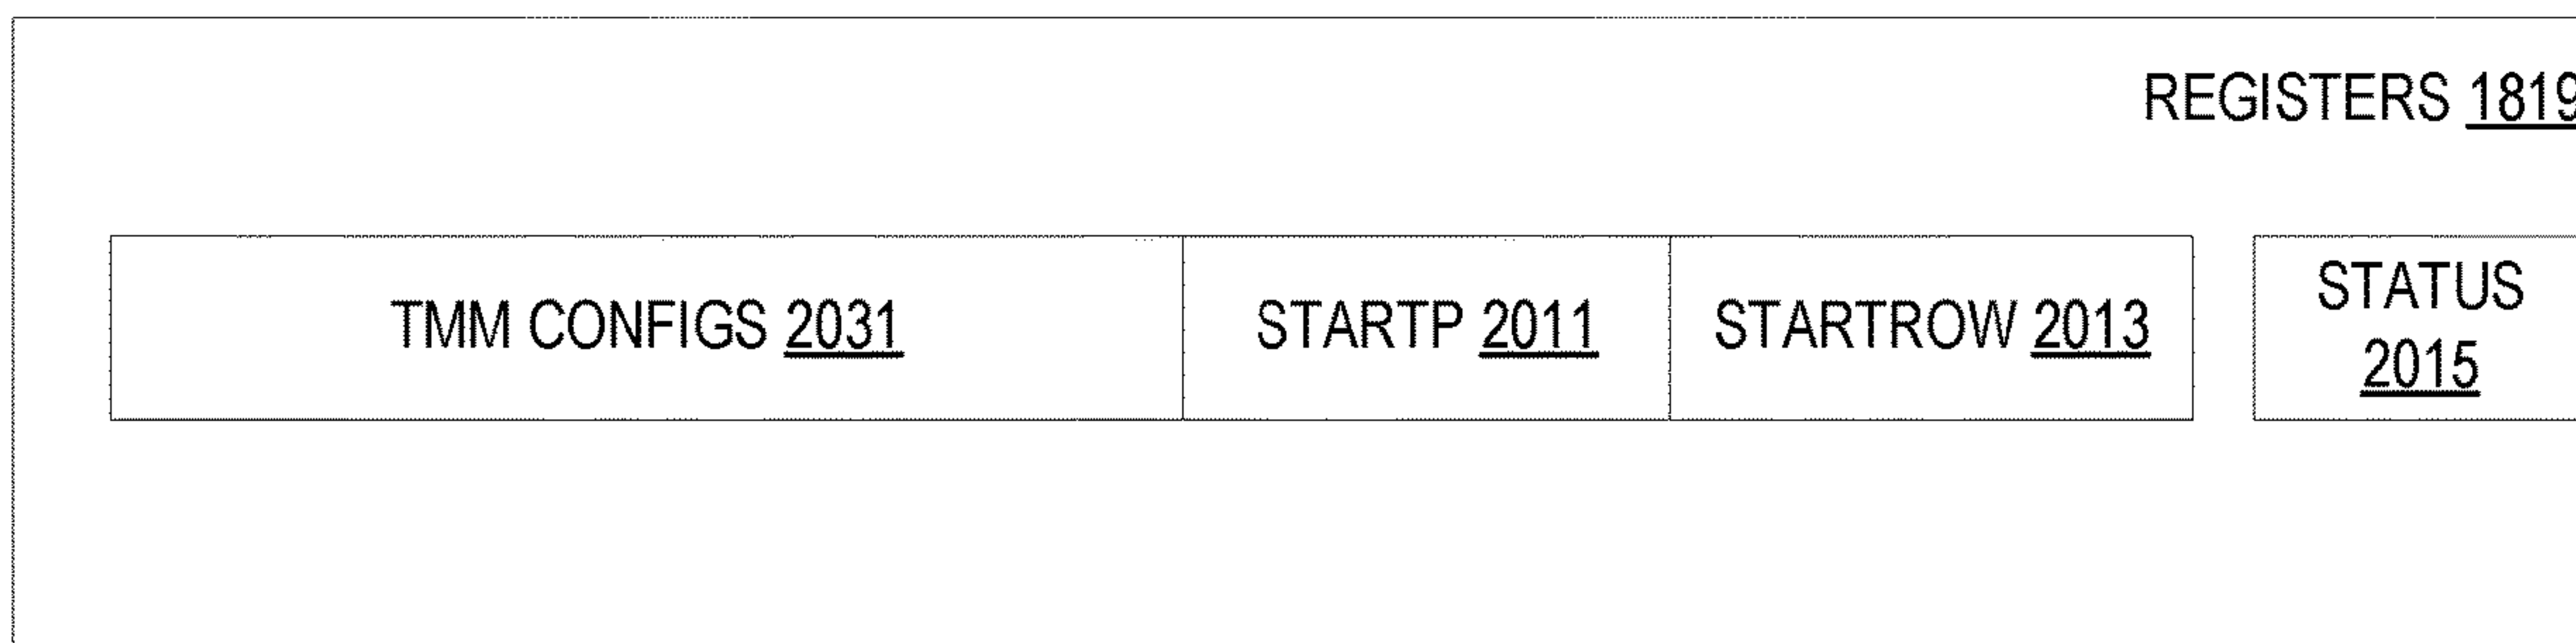 REGISTERS 1819
TMM CONFIGS 2031
STARTP 2011
STARTROW 2013
STATUS
2015